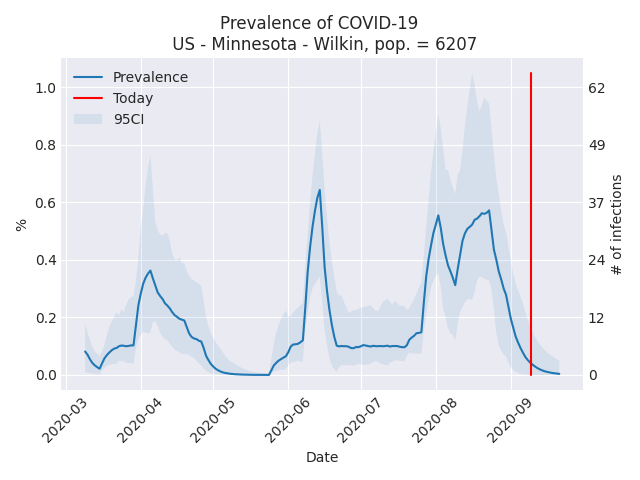 Prevalence of COVID-19
US - Minnesota - Wilkin, pop. = 6207
Prevalence
Today
95CI
1.0
0.8
0.6
0.4
0.2
0.0
%
62
49
37
24
12
0
# of infections
2020-03
2020-04
2020-05
2020-06
2020-07
2020-08
2020-09
Date